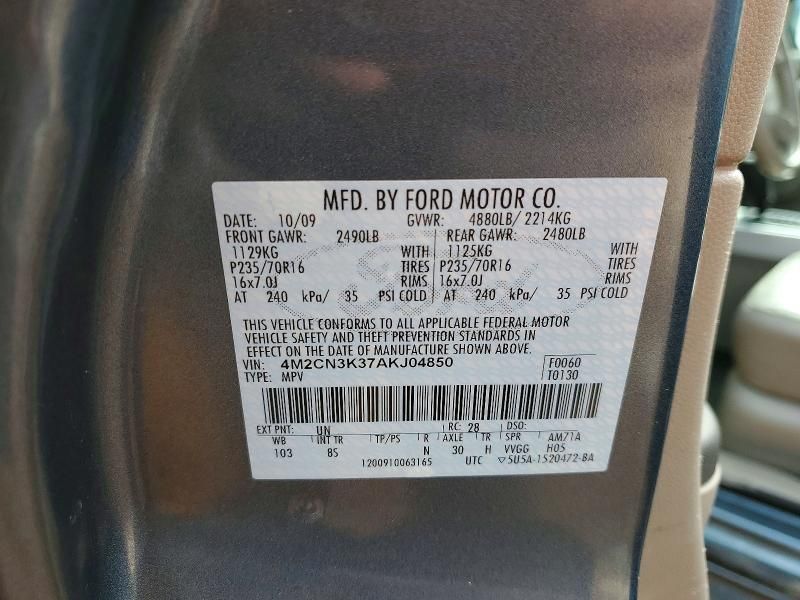 MFD. BY FORD MOTOR CO.
DATE: 10/09 GVWR: 4880LB/ 2214KG
FRONT GAWR: 2490LB REAR GAWR: 2480LB
1129KG WITH 1125KG WITH
P235/70R16 TIRES P235/70R16 TIRES
16x7.0J RIMS 16x7.0J RIMS
AT 240 kPa/ 35 PSI COLD AT 240 kPa/ 35 PSI COLD
THIS VEHICLE CONFORMS TO ALL APPLICABLE FEDERAL MOTOR
VEHICLE SAFETY AND THEFT PREVENTION STANDARDS IN
EFFECT ON THE DATE OF MANUFACTURE SHOWN ABOVE.
VIN: 4M2CN3K37AKJ04850 F0060
TYPE: MPV T0130
EXT PNT: UN RC: 28 DSO:
WB INT TR TP/PS R AXLE TR SPR AM71A
103 8S N 30 H VVGG H05
1200910063165 UTC ▽5U5A-1520472-BA